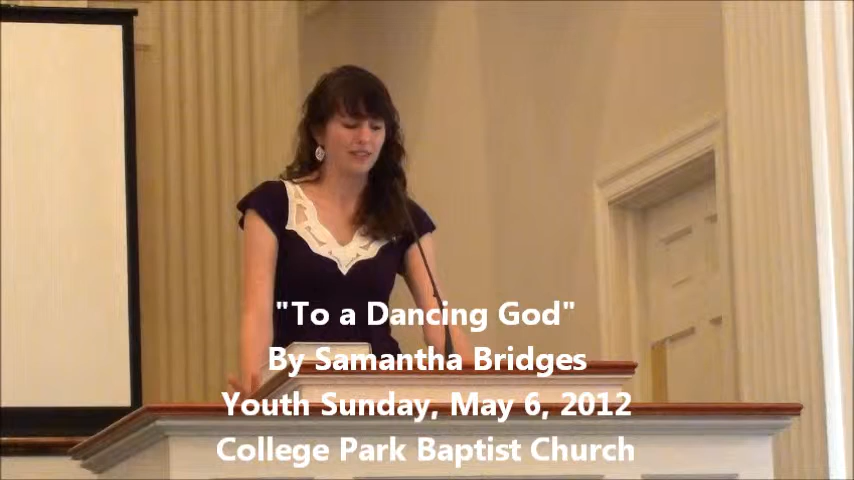 "To a Dancing God"
By Samantha Bridges
Youth Sunday, May 6, 2012
College Park Baptist Church